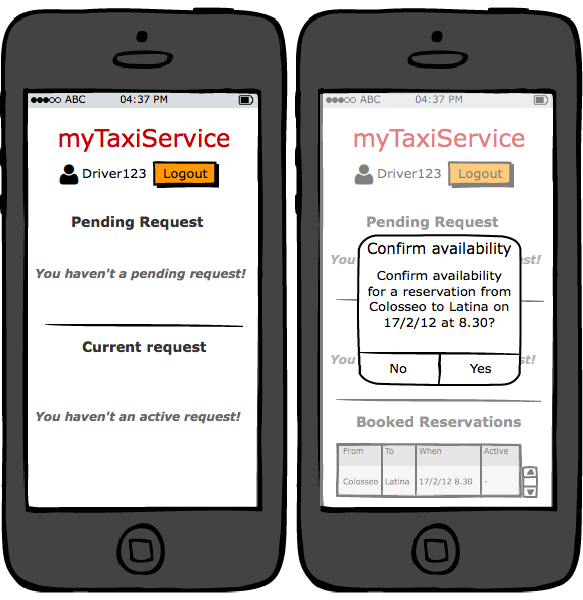 ABC 04:37 PM
myTaxiService
Driver123 Logout
Pending Request
You haven't a pending request!
Current request
You haven't an active request!
ABC 04:37 PM
myTaxiService
Driver123 Logout
Pending Request
You st!
Confirm availability
Confirm availability
for a reservation from
Colosseo to Latina on
17/2/12 at 8.30?
No Yes
You st!
Booked Reservations
From To When Active
Colosseo Latina 17/2/12 8.30 -